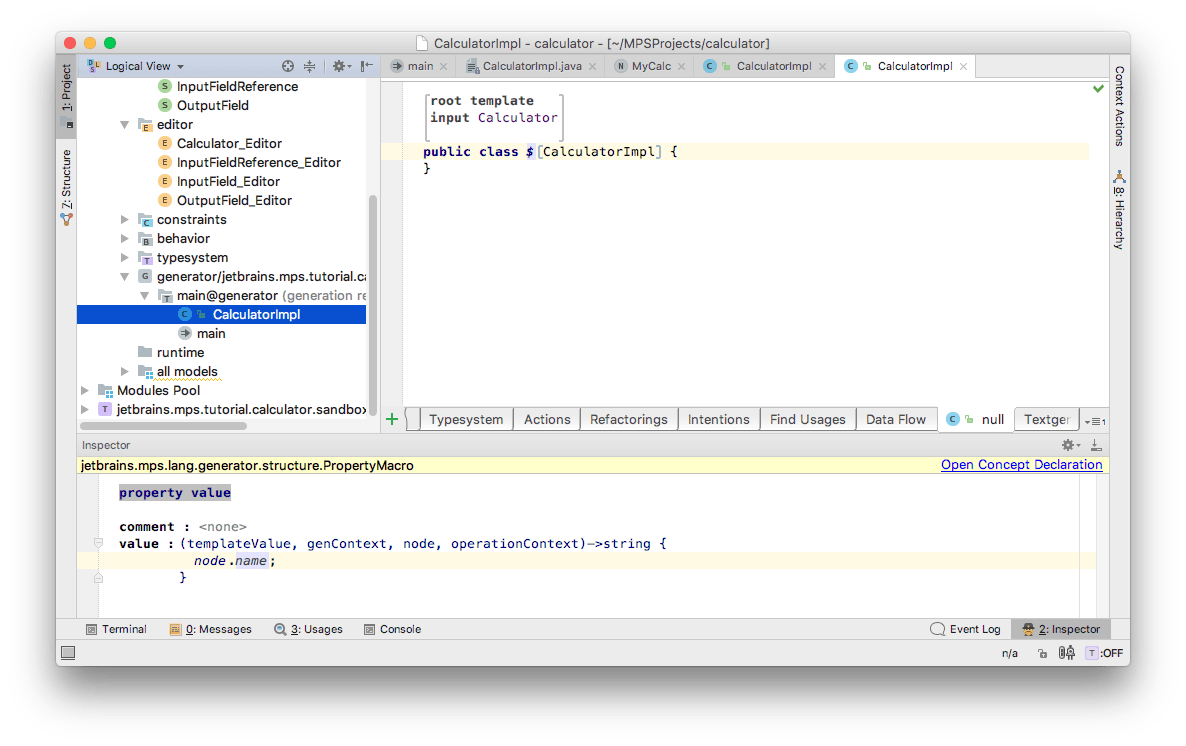 CalculatorImpl - calculator - [~/MPSProjects/calculator]
1: Project
Z: Structure
Logical View
main
CalculatorImpl.java
MyCalc
CalculatorImpl
CalculatorImpl
S InputFieldReference
S OutputField
E editor
E Calculator_Editor
E InputFieldReference_Editor
E InputField_Editor
E OutputField_Editor
C constraints
B behavior
T typesystem
G generator/jetbrains.mps.tutorial.ca
T main@generator (generation re
C CalculatorImpl
main
runtime
all models
Modules Pool
T jetbrains.mps.tutorial.calculator.sandbox
root template
input Calculator
public class $[CalculatorImpl] {
}
Context Actions
8: Hierarchy
+ Typesystem Actions Refactorings Intentions Find Usages Data Flow C null Textger
Inspector
jetbrains.mps.lang.generator.structure.PropertyMacro
Open Concept Declaration
property value
comment : <none>
value : (templateValue, genContext, node, operationContext)->string {
node.name;
}
Terminal
0: Messages
3: Usages
Console
Event Log
2: Inspector
n/a
T :OFF